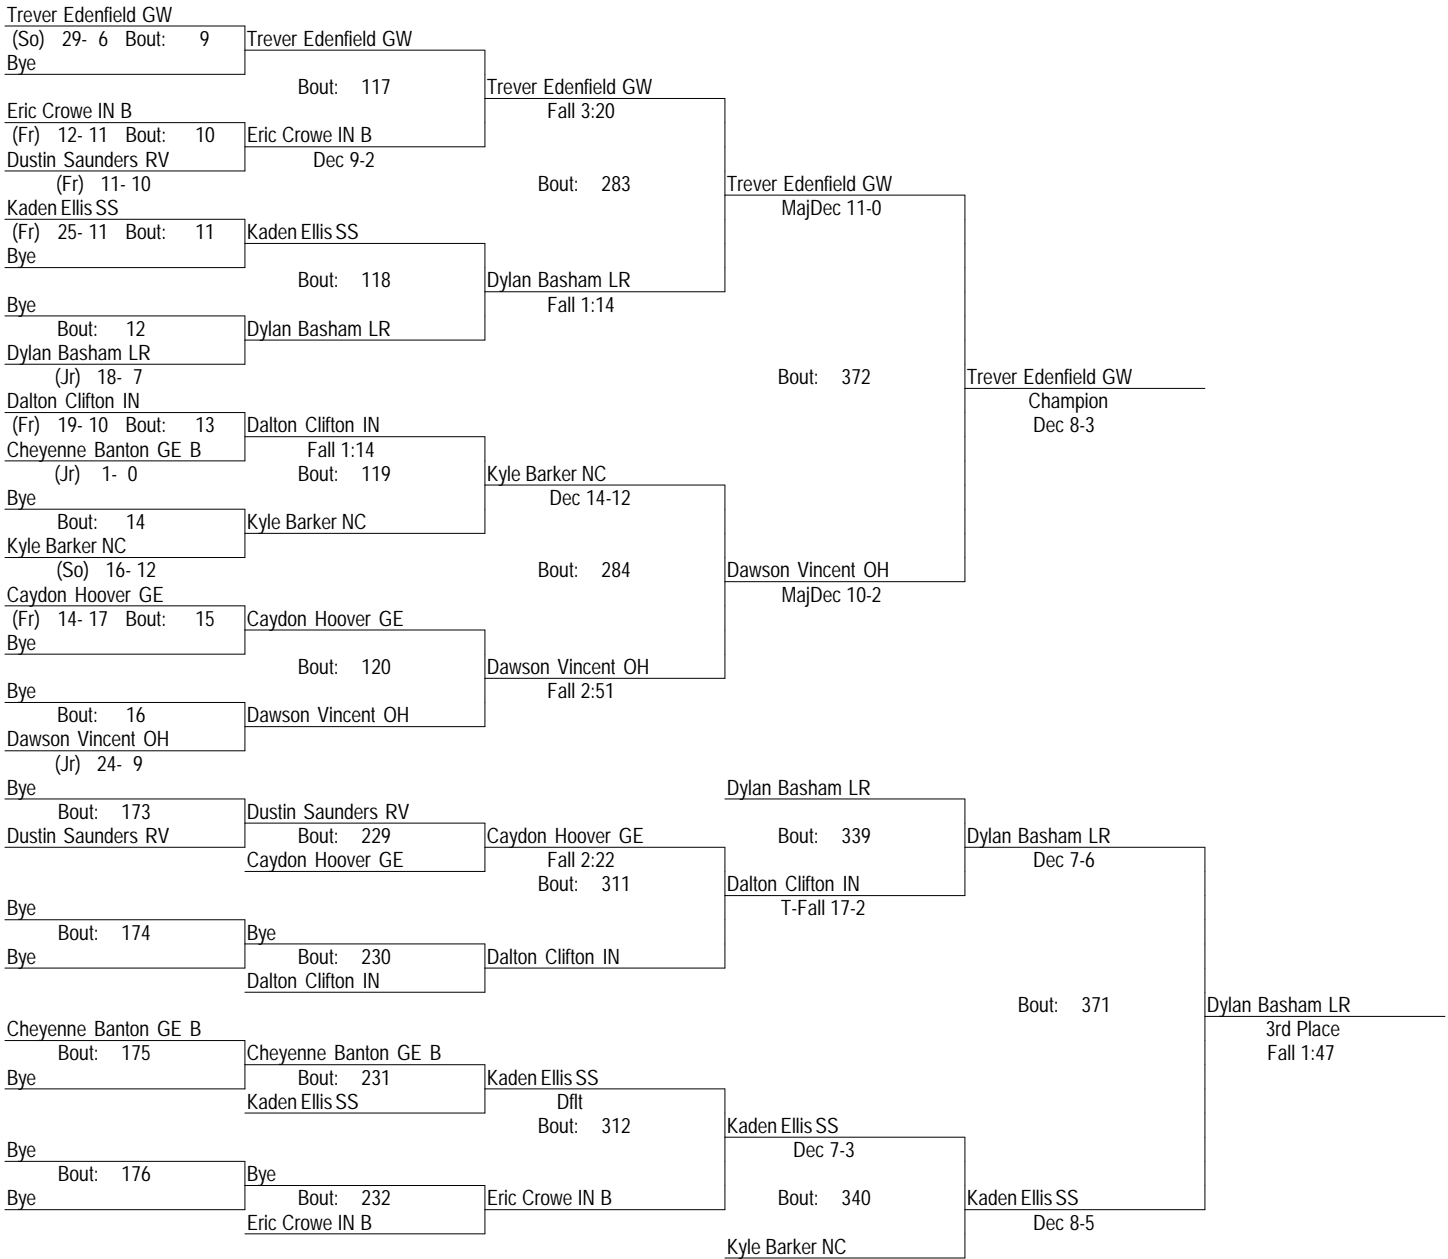 Trever Edenfield GW
(So) 29- 6 Bout: 9 Trever Edenfield GW
Bye
Bout: 117 Trever Edenfield GW
Eric Crowe IN B Fall 3:20
(Fr) 12- 11 Bout: 10 Eric Crowe IN B
Dustin Saunders RV Dec 9-2
(Fr) 11- 10 Bout: 283 Trever Edenfield GW
Kaden Ellis SS MajDec 11-0
(Fr) 25- 11 Bout: 11 Kaden Ellis SS
Bye
Bout: 118 Dylan Basham LR
Bye Fall 1:14
Bout: 12 Dylan Basham LR
Dylan Basham LR
(Jr) 18- 7 Bout: 372 Trever Edenfield GW
Dalton Clifton IN Champion
(Fr) 19- 10 Bout: 13 Dalton Clifton IN Dec 8-3
Cheyenne Banton GE B Fall 1:14
(Jr) 1- 0 Bout: 119 Kyle Barker NC
Bye Dec 14-12
Bout: 14 Kyle Barker NC
Kyle Barker NC
(So) 16- 12 Bout: 284 Dawson Vincent OH
Caydon Hoover GE MajDec 10-2
(Fr) 14- 17 Bout: 15 Caydon Hoover GE
Bye
Bout: 120 Dawson Vincent OH
Bye Fall 2:51
Bout: 16 Dawson Vincent OH
Dawson Vincent OH
(Jr) 24- 9
Bye Dylan Basham LR
Bout: 173 Dustin Saunders RV
Dustin Saunders RV Bout: 229 Caydon Hoover GE Bout: 339 Dylan Basham LR
Caydon Hoover GE Fall 2:22 Dec 7-6
Bout: 311 Dalton Clifton IN
Bye T-Fall 17-2
Bout: 174 Bye
Bye Bout: 230 Dalton Clifton IN
Dalton Clifton IN
Bout: 371 Dylan Basham LR
Cheyenne Banton GE B 3rd Place
Bout: 175 Cheyenne Banton GE B Fall 1:47
Bye Bout: 231 Kaden Ellis SS
Kaden Ellis SS Dflt
Bout: 312 Kaden Ellis SS
Bye Dec 7-3
Bout: 176 Bye
Bye Bout: 232 Eric Crowe IN B Bout: 340 Kaden Ellis SS
Eric Crowe IN B Dec 8-5
Kyle Barker NC